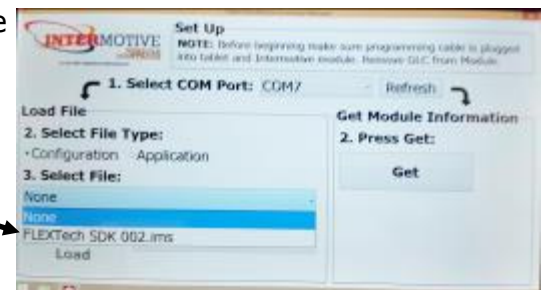 e
INTERMOTIVE
Set Up
NOTE: Before beginning make sure programming cable is plugged
into tablet and Intermotive module. Remove GLC from Module.
1. Select COM Port: COM7
Refresh
Load File
2. Select File Type:
Configuration Application
3. Select File:
None
None
FLEXTech SDK 002.ims
Load
Get Module Information
2. Press Get:
Get